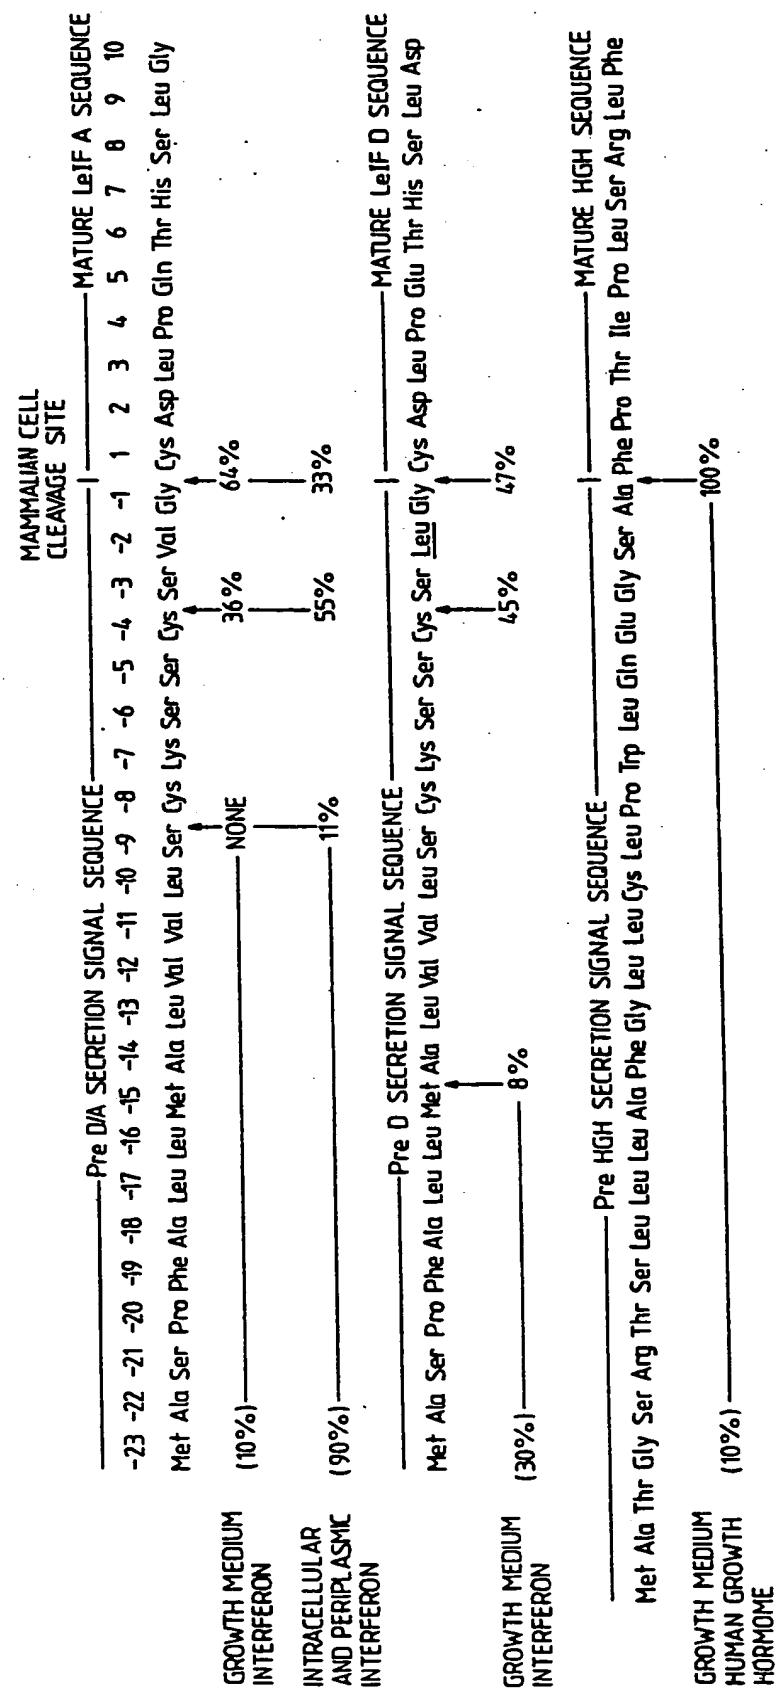 MAMMALIAN CELL
CLEAVAGE SITE
Pre D/A SECRETION SIGNAL SEQUENCE MATURE LeIF A SEQUENCE
-23 -22 -21 -20 -19 -18 -17 -16 -15 -14 -13 -12 -11 -10 -9 -8 -7 -6 -5 -4 -3 -2 -1 1 2 3 4 5 6 7 8 9 10
Met Ala Ser Pro Phe Ala Leu Leu Met Ala Leu Val Val Leu Ser Cys Lys Ser Ser Cys Ser Val Gly Cys Asp Leu Pro Gln Thr His Ser Leu Gly
GROWTH MEDIUM
INTERFERON
(10%) NONE 36% 64%
INTRACELLULAR
AND PERIPLASMIC
INTERFERON
(90%) 11% 55% 33%
Pre D SECRETION SIGNAL SEQUENCE MATURE LeIF D SEQUENCE
Met Ala Ser Pro Phe Ala Leu Leu Met Ala Leu Val Val Leu Ser Cys Lys Ser Ser Cys Ser Leu Gly Cys Asp Leu Pro Glu Thr His Ser Leu Asp
GROWTH MEDIUM
INTERFERON
(30%) 8% 45% 47%
Pre HGH SECRETION SIGNAL SEQUENCE MATURE HGH SEQUENCE
Met Ala Thr Gly Ser Arg Thr Ser Leu Leu Leu Ala Phe Gly Leu Leu Cys Leu Pro Trp Leu Gln Glu Gly Ser Ala Phe Pro Thr Ile Pro Leu Ser Arg Leu Phe
GROWTH MEDIUM
HUMAN GROWTH
HORMOME
(10%) 100%